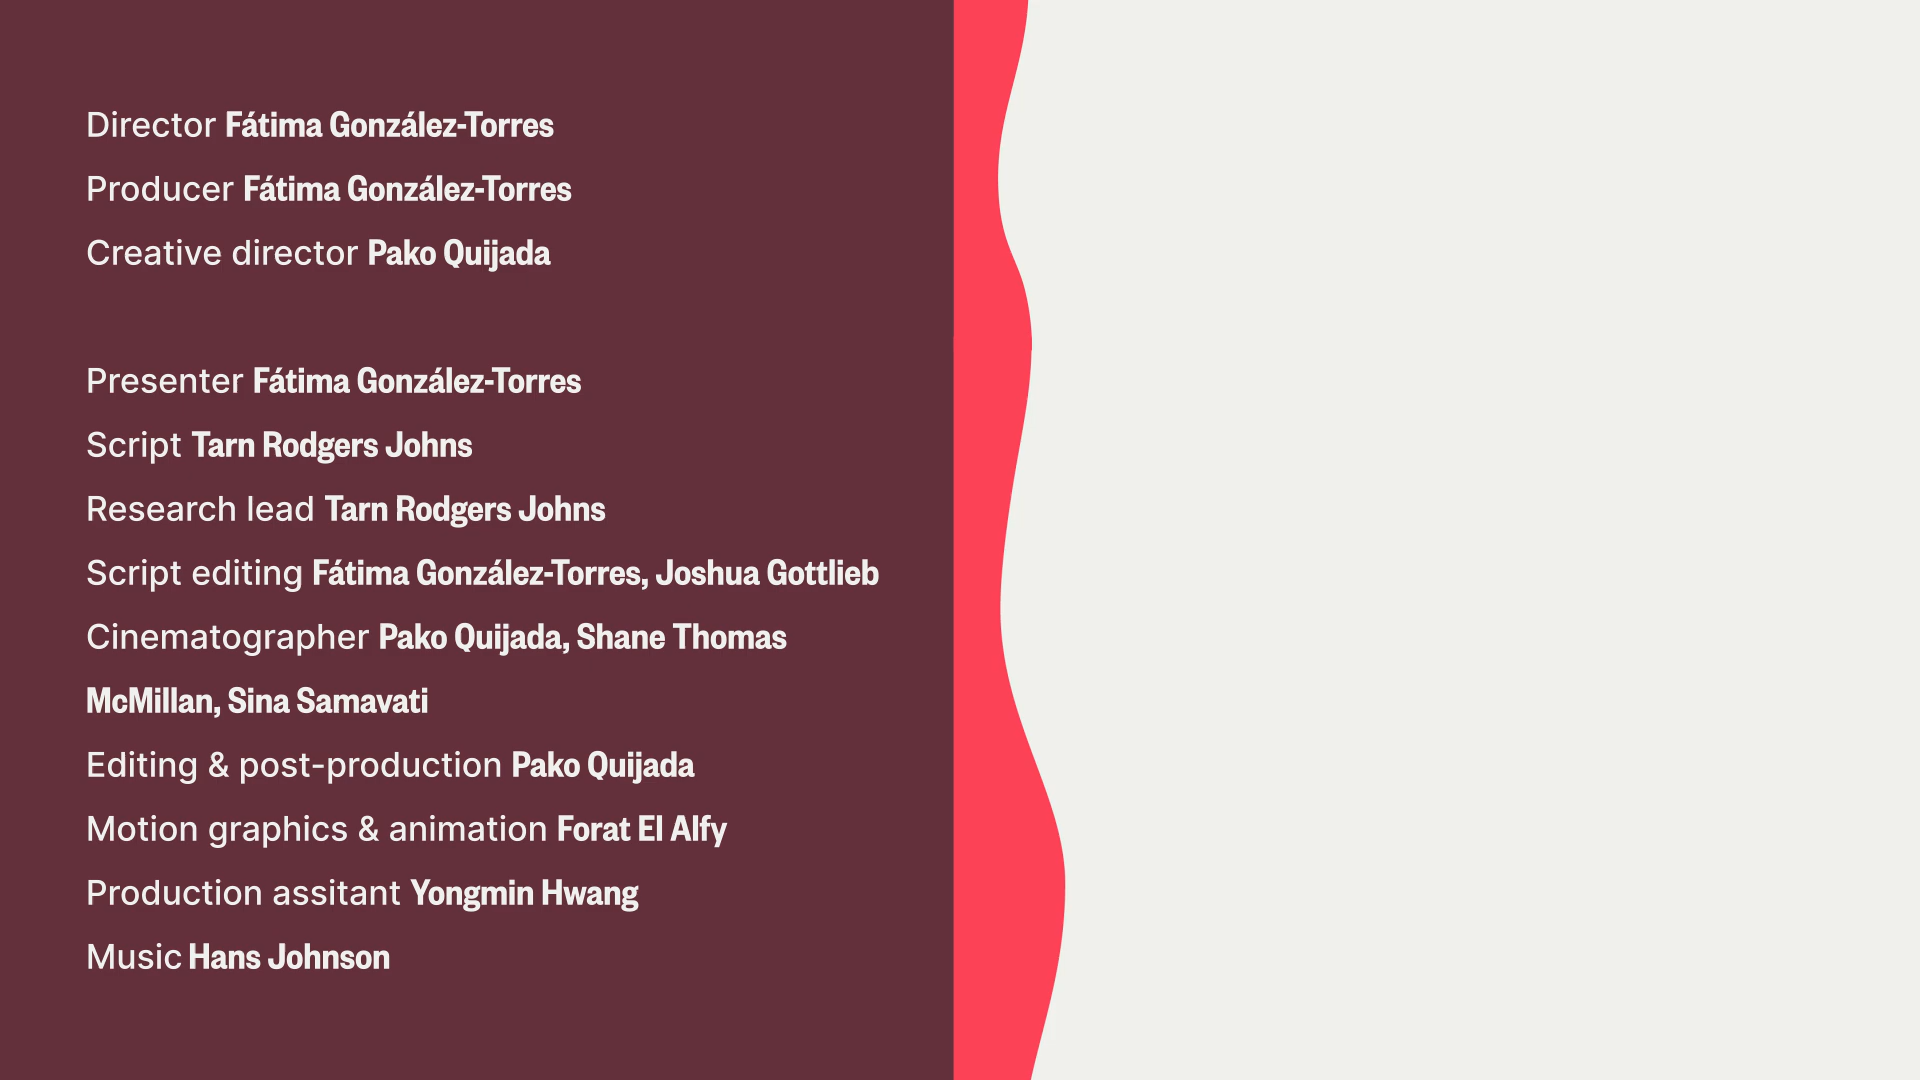 Director Fátima González-Torres
Producer Fátima González-Torres
Creative director Pako Quijada
Presenter Fátima González-Torres
Script Tarn Rodgers Johns
Research lead Tarn Rodgers Johns
Script editing Fátima González-Torres, Joshua Gottlieb
Cinematographer Pako Quijada, Shane Thomas
McMillan, Sina Samavati
Editing & post-production Pako Quijada
Motion graphics & animation Forat El Alfy
Production assitant Yongmin Hwang
Music Hans Johnson